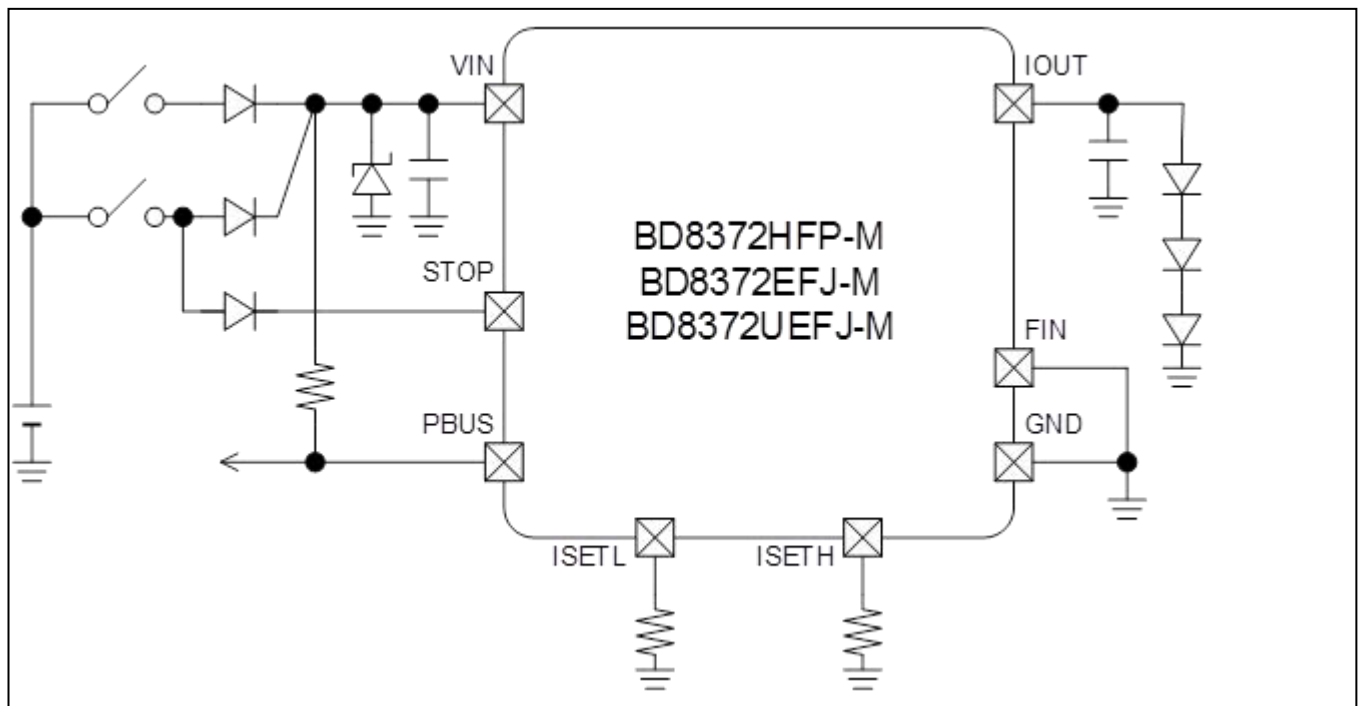 VIN
IOUT
BD8372HFP-M
BD8372EFJ-M
BD8372UEFJ-M
STOP
FIN
PBUS
GND
ISETL
ISETH